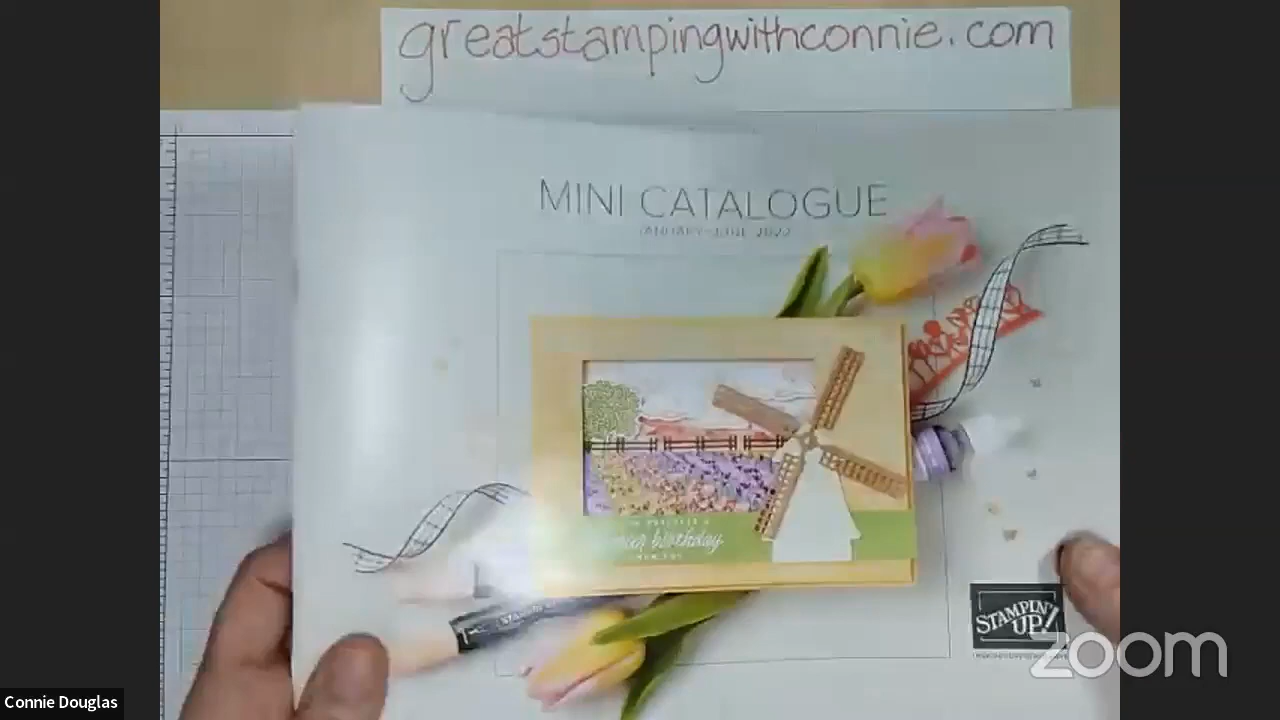 greatstampingwithconnie.com
MINI CATALOGUE
JANUARY-JUNE 2022
birthday
STAMPIN' UP!
zoom
Connie Douglas